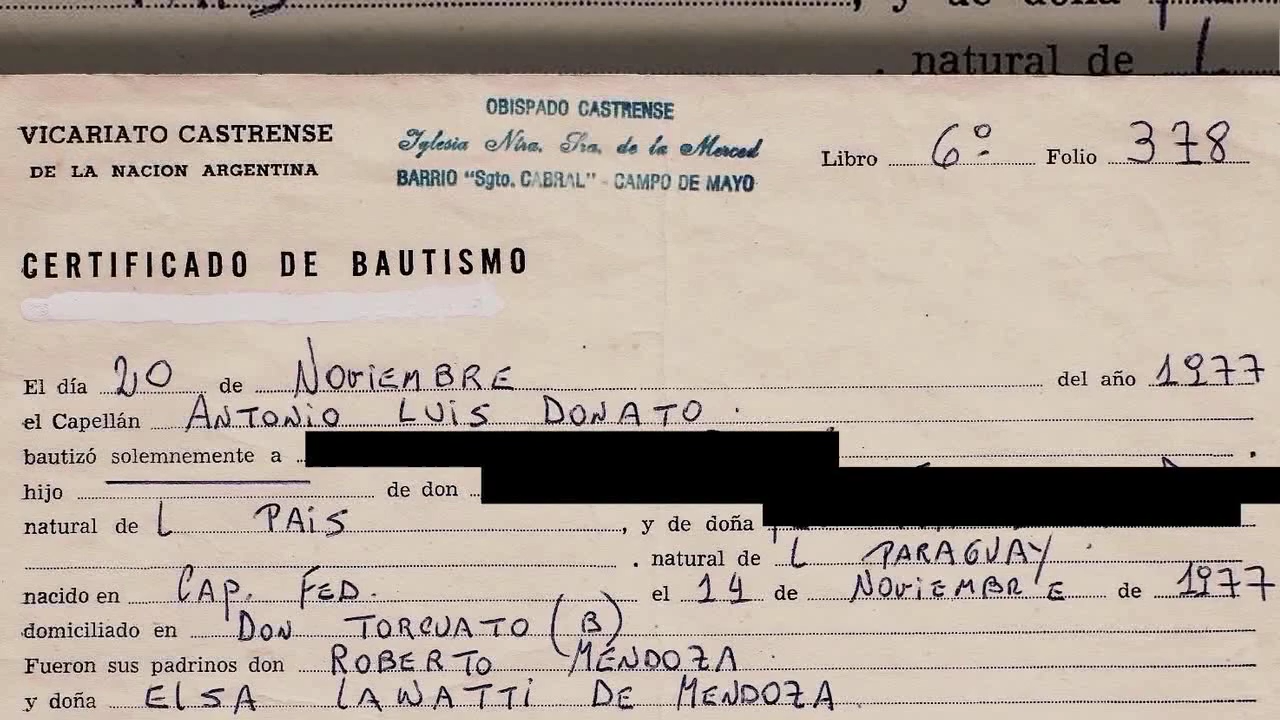 , y de doña
natural de L
VICARIATO CASTRENSE
DE LA NACION ARGENTINA
OBISPADO CASTRENSE
Iglesia Ntra. Sra. de la Merced
BARRIO "Sgto. CABRAL" - CAMPO DE MAYO
Libro 6º Folio 378
CERTIFICADO DE BAUTISMO
El día 20 de NOVIEMBRE del año 1977
el Capellán ANTONIO LUIS DONATO.
bautizó solemnemente a
hijo de don
natural de L PAIS, y de doña
. natural de L PARAGUAY.
nacido en CAP. FED. el 14 de NOVIEMBRE de 1977
domiciliado en DON TORCUATO (B)
Fueron sus padrinos don ROBERTO MENDOZA
y doña ELSA LAWATTI DE MENDOZA